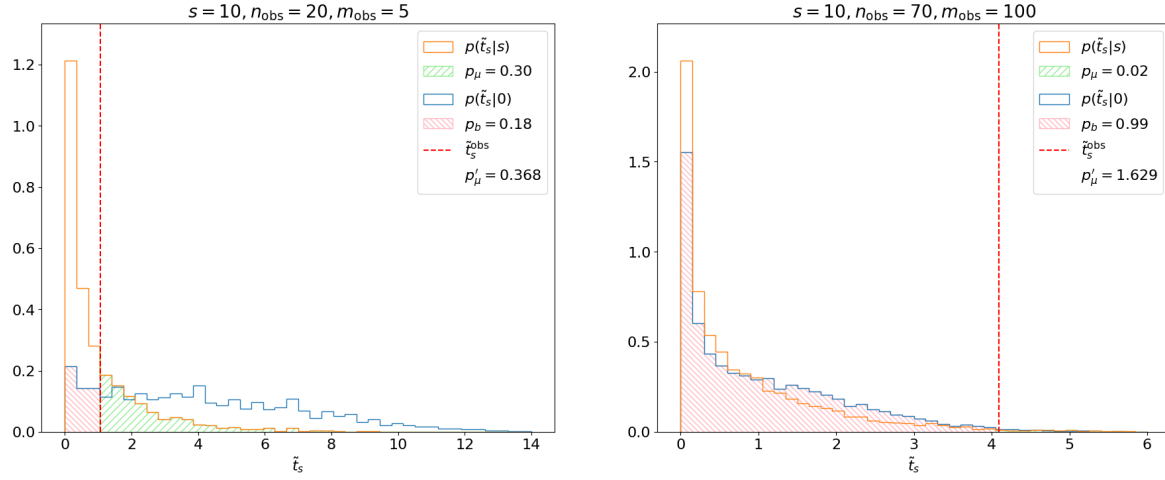 s = 10, n_obs = 20, m_obs = 5
p(t̃_s|s)
p_μ = 0.30
p(t̃_s|0)
p_b = 0.18
t̃_s^obs
p′_μ = 0.368
0.0
0.2
0.4
0.6
0.8
1.0
1.2
0 2 4 6 8 10 12 14
t̃_s
s = 10, n_obs = 70, m_obs = 100
p(t̃_s|s)
p_μ = 0.02
p(t̃_s|0)
p_b = 0.99
t̃_s^obs
p′_μ = 1.629
0.0
0.5
1.0
1.5
2.0
0 1 2 3 4 5 6
t̃_s